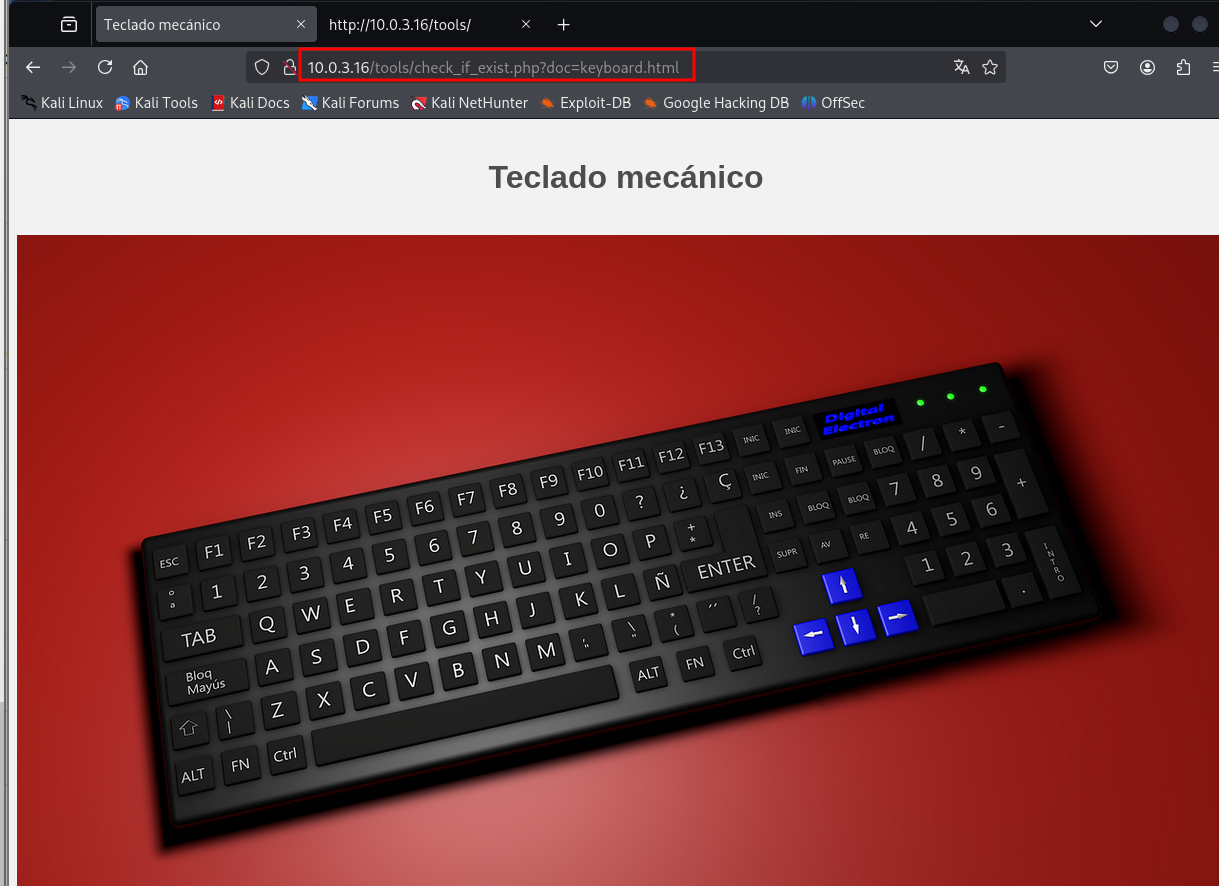 Teclado mecánico
http://10.0.3.16/tools/
10.0.3.16/tools/check_if_exist.php?doc=keyboard.html
Kali Linux Kali Tools Kali Docs Kali Forums Kali NetHunter Exploit-DB Google Hacking DB OffSec
Teclado mecánico
Digital
Electron
ESC F1 F2 F3 F4 F5 F6 F7 F8 F9 F10 F11 F12 F13 INIC INIC
º ª 1 2 3 4 5 6 7 8 9 0 ? ¿ Ç INIC FIN PAUSE BLOQ / * -
TAB Q W E R T Y U I O P + * ENTER INS BLOQ BLOQ 7 8 9 +
Bloq Mayús A S D F G H J K L Ñ SUPR AV RE 4 5 6
\ | Z X C V B N M 1 2 3 INTRO
ALT FN Ctrl ALT FN Ctrl .